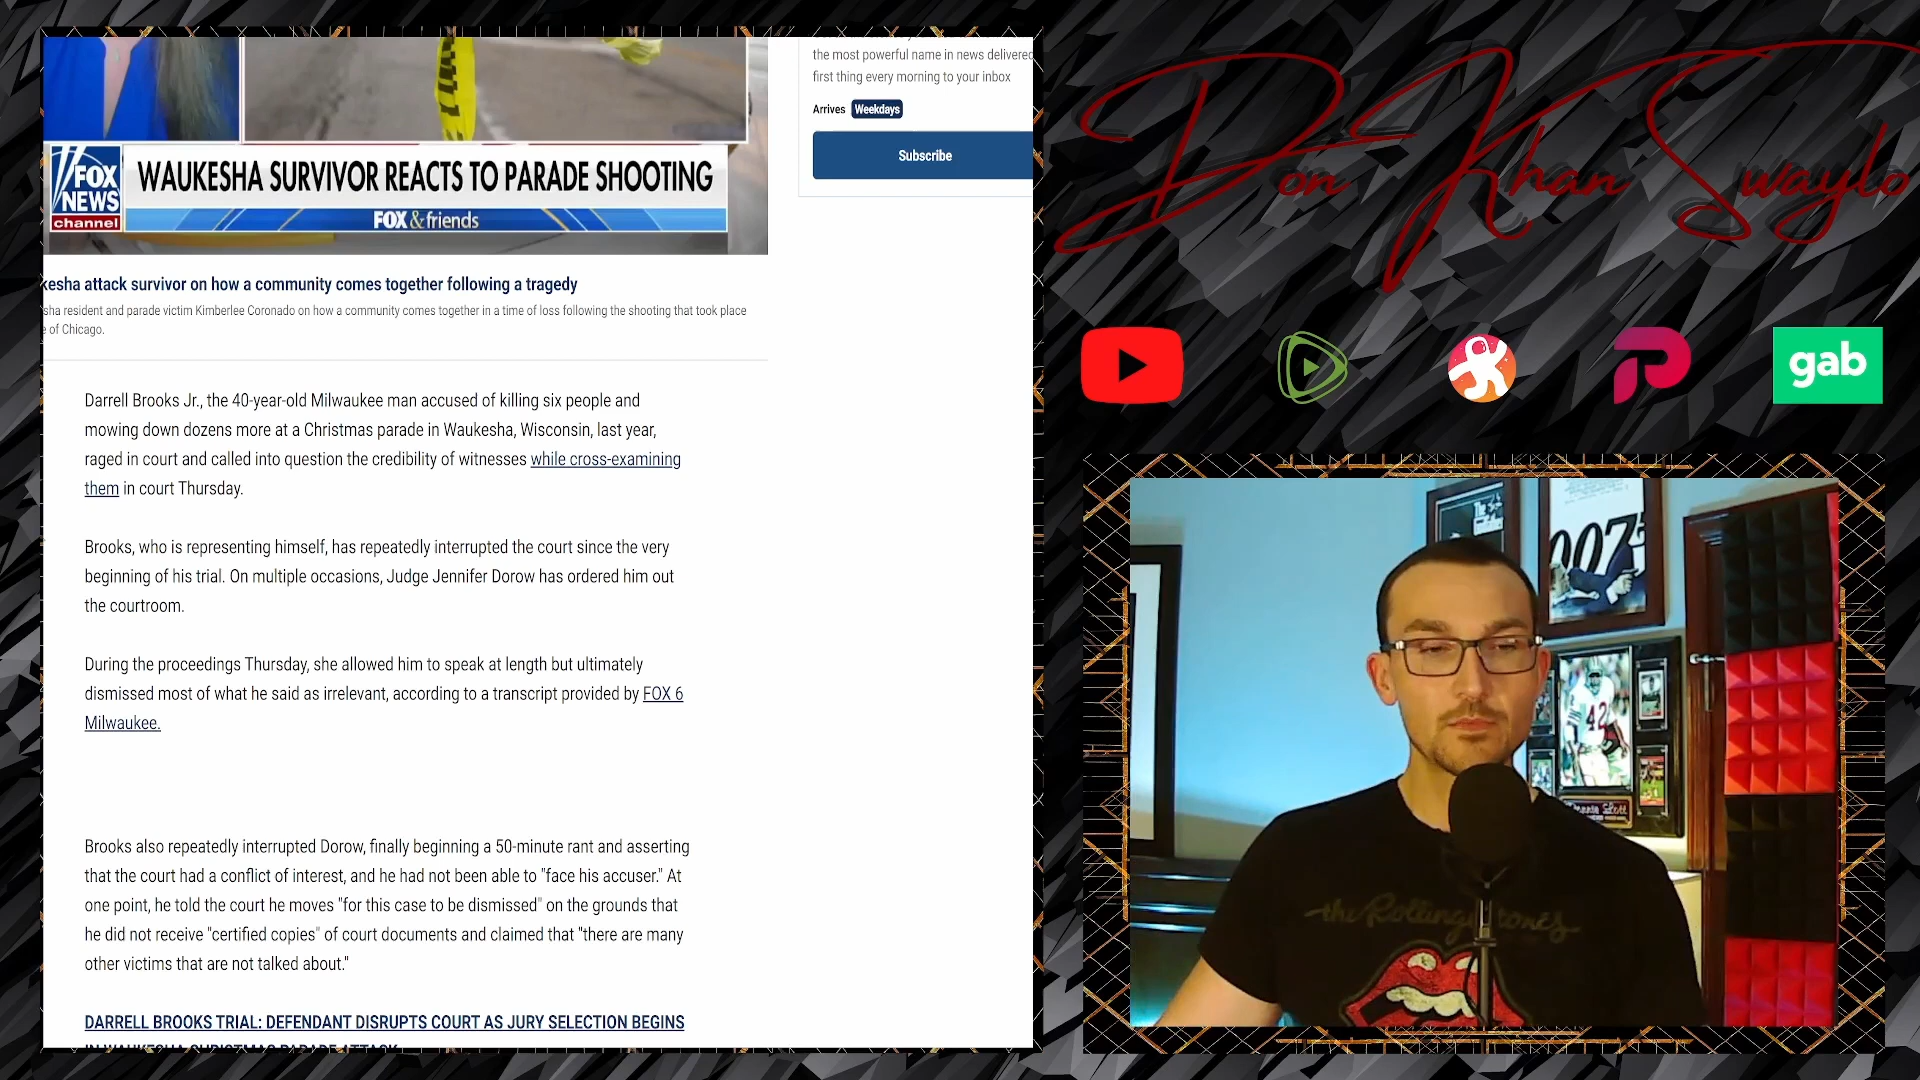 the most powerful name in news delivered
first thing every morning to your inbox
Arrives Weekdays
Subscribe
FOX
NEWS
channel
WAUKESHA SURVIVOR REACTS TO PARADE SHOOTING
FOX & friends
kesha attack survivor on how a community comes together following a tragedy
sha resident and parade victim Kimberlee Coronado on how a community comes together in a time of loss following the shooting that took place
e of Chicago.
Darrell Brooks Jr., the 40-year-old Milwaukee man accused of killing six people and
mowing down dozens more at a Christmas parade in Waukesha, Wisconsin, last year,
raged in court and called into question the credibility of witnesses while cross-examining
them in court Thursday.
Brooks, who is representing himself, has repeatedly interrupted the court since the very
beginning of his trial. On multiple occasions, Judge Jennifer Dorow has ordered him out
the courtroom.
During the proceedings Thursday, she allowed him to speak at length but ultimately
dismissed most of what he said as irrelevant, according to a transcript provided by FOX 6
Milwaukee.
Brooks also repeatedly interrupted Dorow, finally beginning a 50-minute rant and asserting
that the court had a conflict of interest, and he had not been able to "face his accuser." At
one point, he told the court he moves "for this case to be dismissed" on the grounds that
he did not receive "certified copies" of court documents and claimed that "there are many
other victims that are not talked about."
DARRELL BROOKS TRIAL: DEFENDANT DISRUPTS COURT AS JURY SELECTION BEGINS
IN WAUKESHA CHRISTMAS PARADE ATTACK
Don Khan Swaylo
gab
007
42
the Rolling Stones